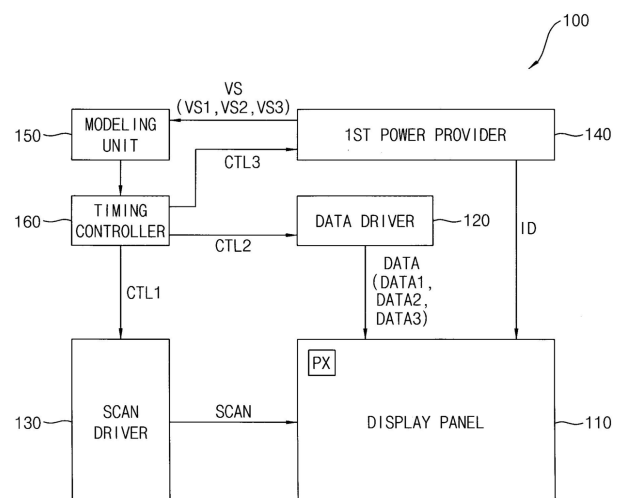 100
VS
(VS1,VS2,VS3)
150
MODELING
UNIT
1ST POWER PROVIDER
140
CTL3
160
TIMING
CONTROLLER
DATA DRIVER
120
CTL2
ID
CTL1
DATA
(DATA1,
DATA2,
DATA3)
PX
130
SCAN
DRIVER
SCAN
DISPLAY PANEL
110